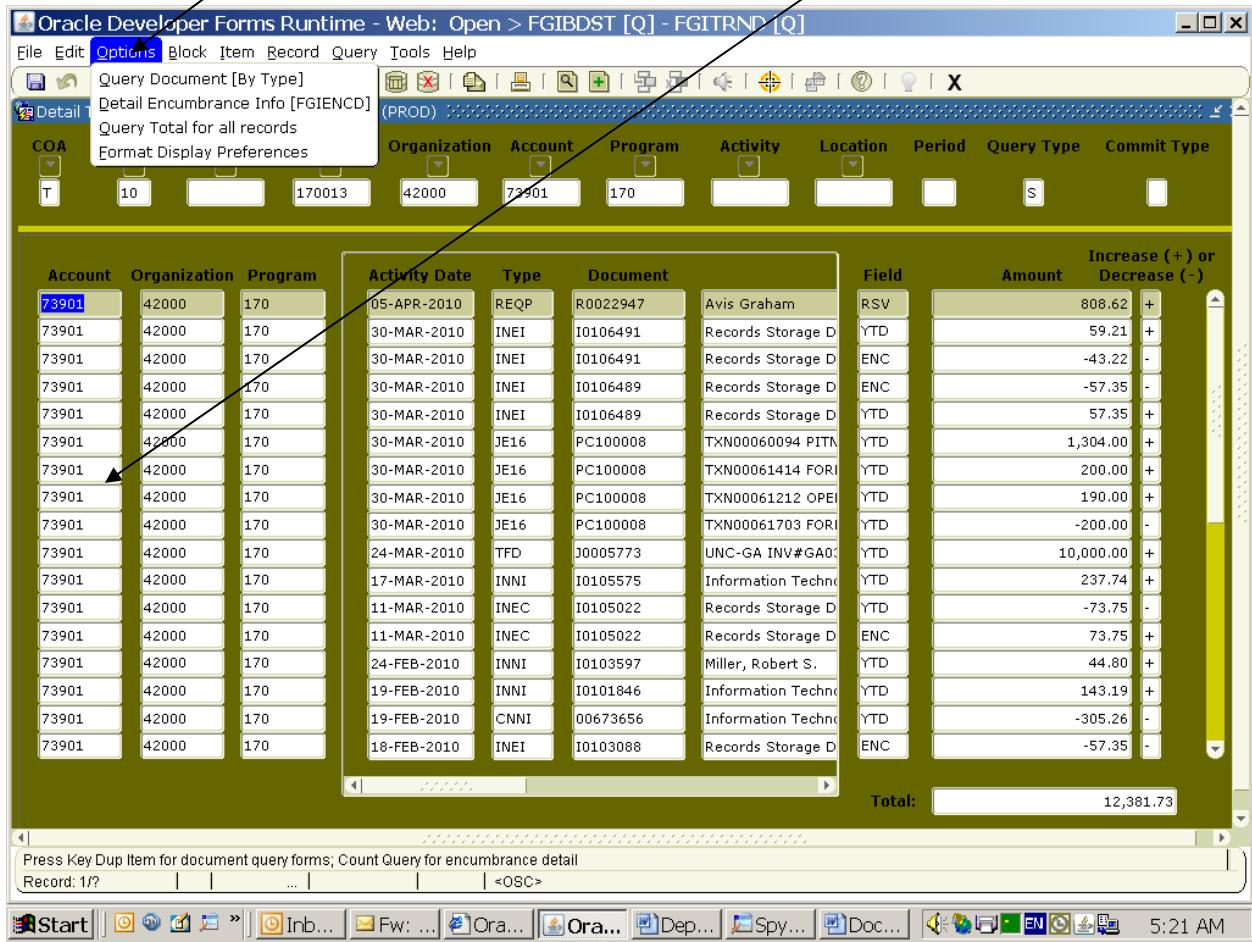 Oracle Developer Forms Runtime - Web: Open > FGIBDST [Q] - FGITRND [Q]
File Edit Options Block Item Record Query Tools Help
Query Document [By Type]
Detail Encumbrance Info [FGIENCD]
Query Total for all records
Format Display Preferences
X
Detail T (PROD)
COA Organization Account Program Activity Location Period Query Type Commit Type
T 10 170013 42000 73901 170 S
Increase (+) or
Account Organization Program Activity Date Type Document Field Amount Decrease (-)
73901 42000 170 05-APR-2010 REQP R0022947 Avis Graham RSV 808.62 +
73901 42000 170 30-MAR-2010 INEI I0106491 Records Storage D YTD 59.21 +
73901 42000 170 30-MAR-2010 INEI I0106491 Records Storage D ENC -43.22 -
73901 42000 170 30-MAR-2010 INEI I0106489 Records Storage D ENC -57.35 -
73901 42000 170 30-MAR-2010 INEI I0106489 Records Storage D YTD 57.35 +
73901 42000 170 30-MAR-2010 JE16 PC100008 TXN00060094 PITN YTD 1,304.00 +
73901 42000 170 30-MAR-2010 JE16 PC100008 TXN00061414 FORI YTD 200.00 +
73901 42000 170 30-MAR-2010 JE16 PC100008 TXN00061212 OPEI YTD 190.00 +
73901 42000 170 30-MAR-2010 JE16 PC100008 TXN00061703 FORI YTD -200.00 -
73901 42000 170 24-MAR-2010 TFD J0005773 UNC-GA INV#GA03 YTD 10,000.00 +
73901 42000 170 17-MAR-2010 INNI I0105575 Information Techno YTD 237.74 +
73901 42000 170 11-MAR-2010 INEC I0105022 Records Storage D YTD -73.75 -
73901 42000 170 11-MAR-2010 INEC I0105022 Records Storage D ENC 73.75 +
73901 42000 170 24-FEB-2010 INNI I0103597 Miller, Robert S. YTD 44.80 +
73901 42000 170 19-FEB-2010 INNI I0101846 Information Techno YTD 143.19 +
73901 42000 170 19-FEB-2010 CNNI 00673656 Information Techno YTD -305.26 -
73901 42000 170 18-FEB-2010 INEI I0103088 Records Storage D ENC -57.35 -
Total: 12,381.73
Press Key Dup Item for document query forms; Count Query for encumbrance detail
Record: 1/? ... <OSC>
Start » Inb... Fw: ... Ora... Ora... Dep... Spy... Doc... EN 5:21 AM